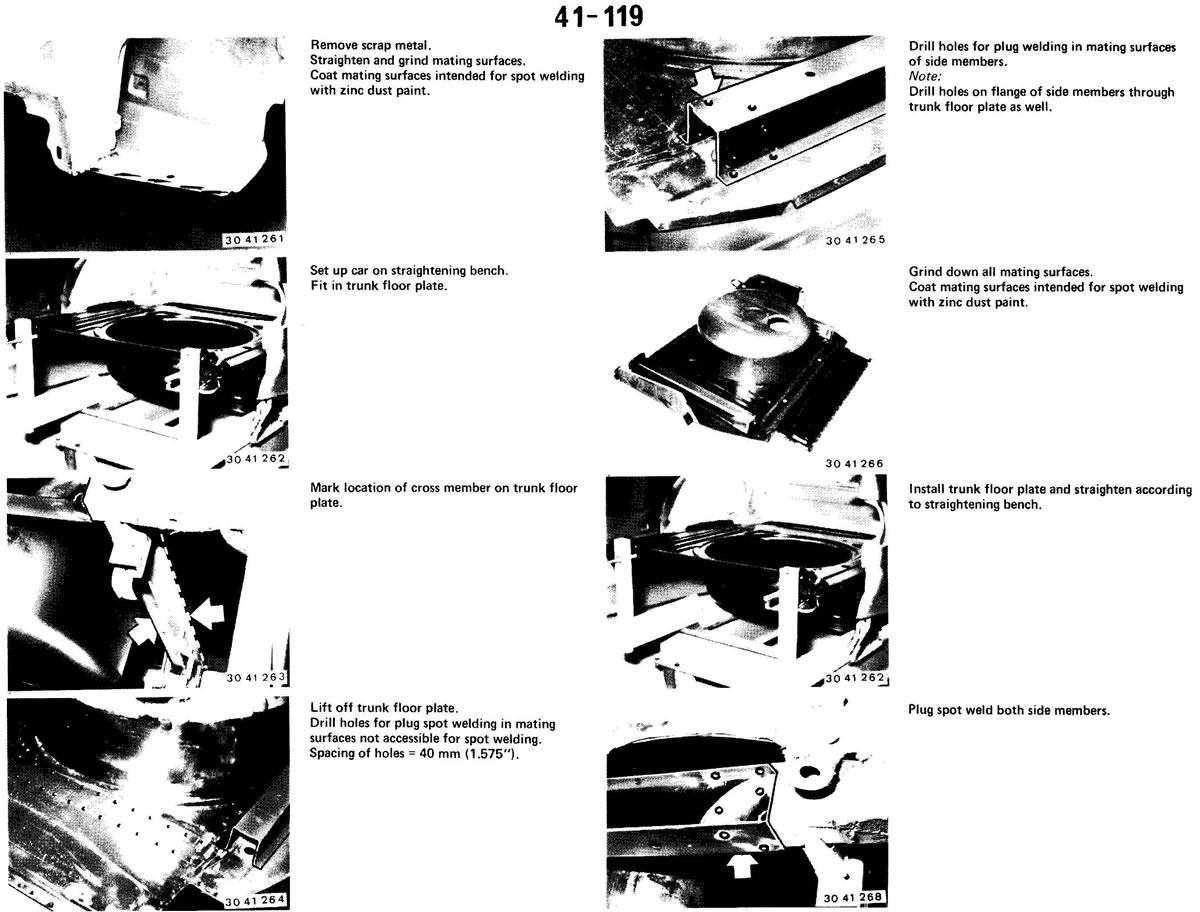 41-119
Remove scrap metal.
Straighten and grind mating surfaces.
Coat mating surfaces intended for spot welding
with zinc dust paint.
30 41 261
Set up car on straightening bench.
Fit in trunk floor plate.
30 41 262
Mark location of cross member on trunk floor
plate.
30 41 263
Lift off trunk floor plate.
Drill holes for plug spot welding in mating
surfaces not accessible for spot welding.
Spacing of holes = 40 mm (1.575″).
30 41 264
Drill holes for plug welding in mating surfaces
of side members.
Note:
Drill holes on flange of side members through
trunk floor plate as well.
30 41 265
Grind down all mating surfaces.
Coat mating surfaces intended for spot welding
with zinc dust paint.
30 41 266
Install trunk floor plate and straighten according
to straightening bench.
30 41 262
Plug spot weld both side members.
30 41 268